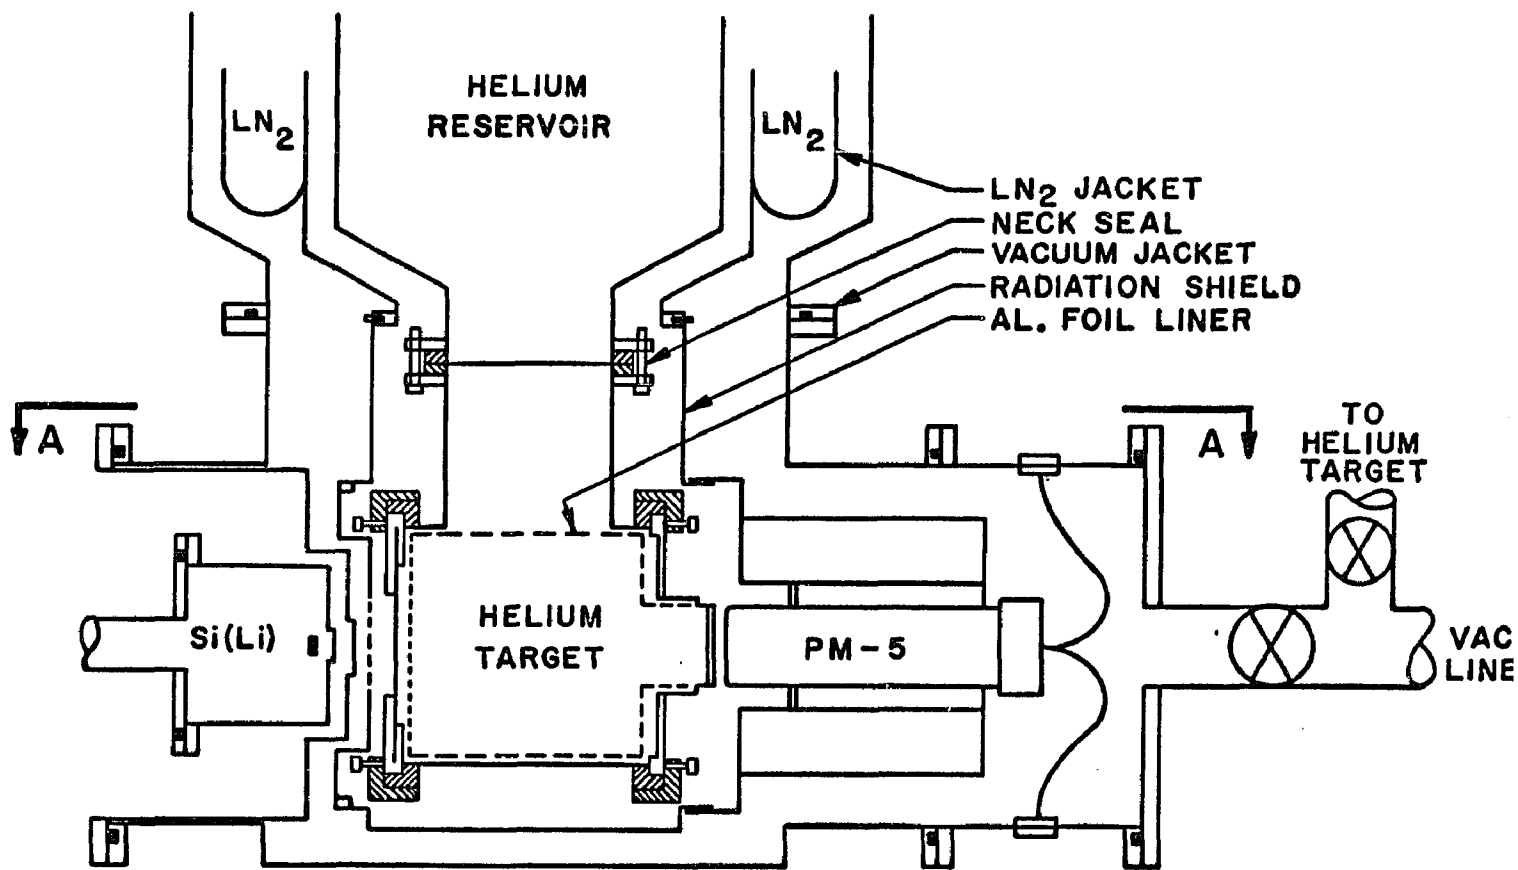 HELIUM
RESERVOIR
LN2
LN2
LN2 JACKET
NECK SEAL
VACUUM JACKET
RADIATION SHIELD
AL. FOIL LINER
A
A
TO
HELIUM
TARGET
Si(Li)
HELIUM
TARGET
PM-5
VAC
LINE